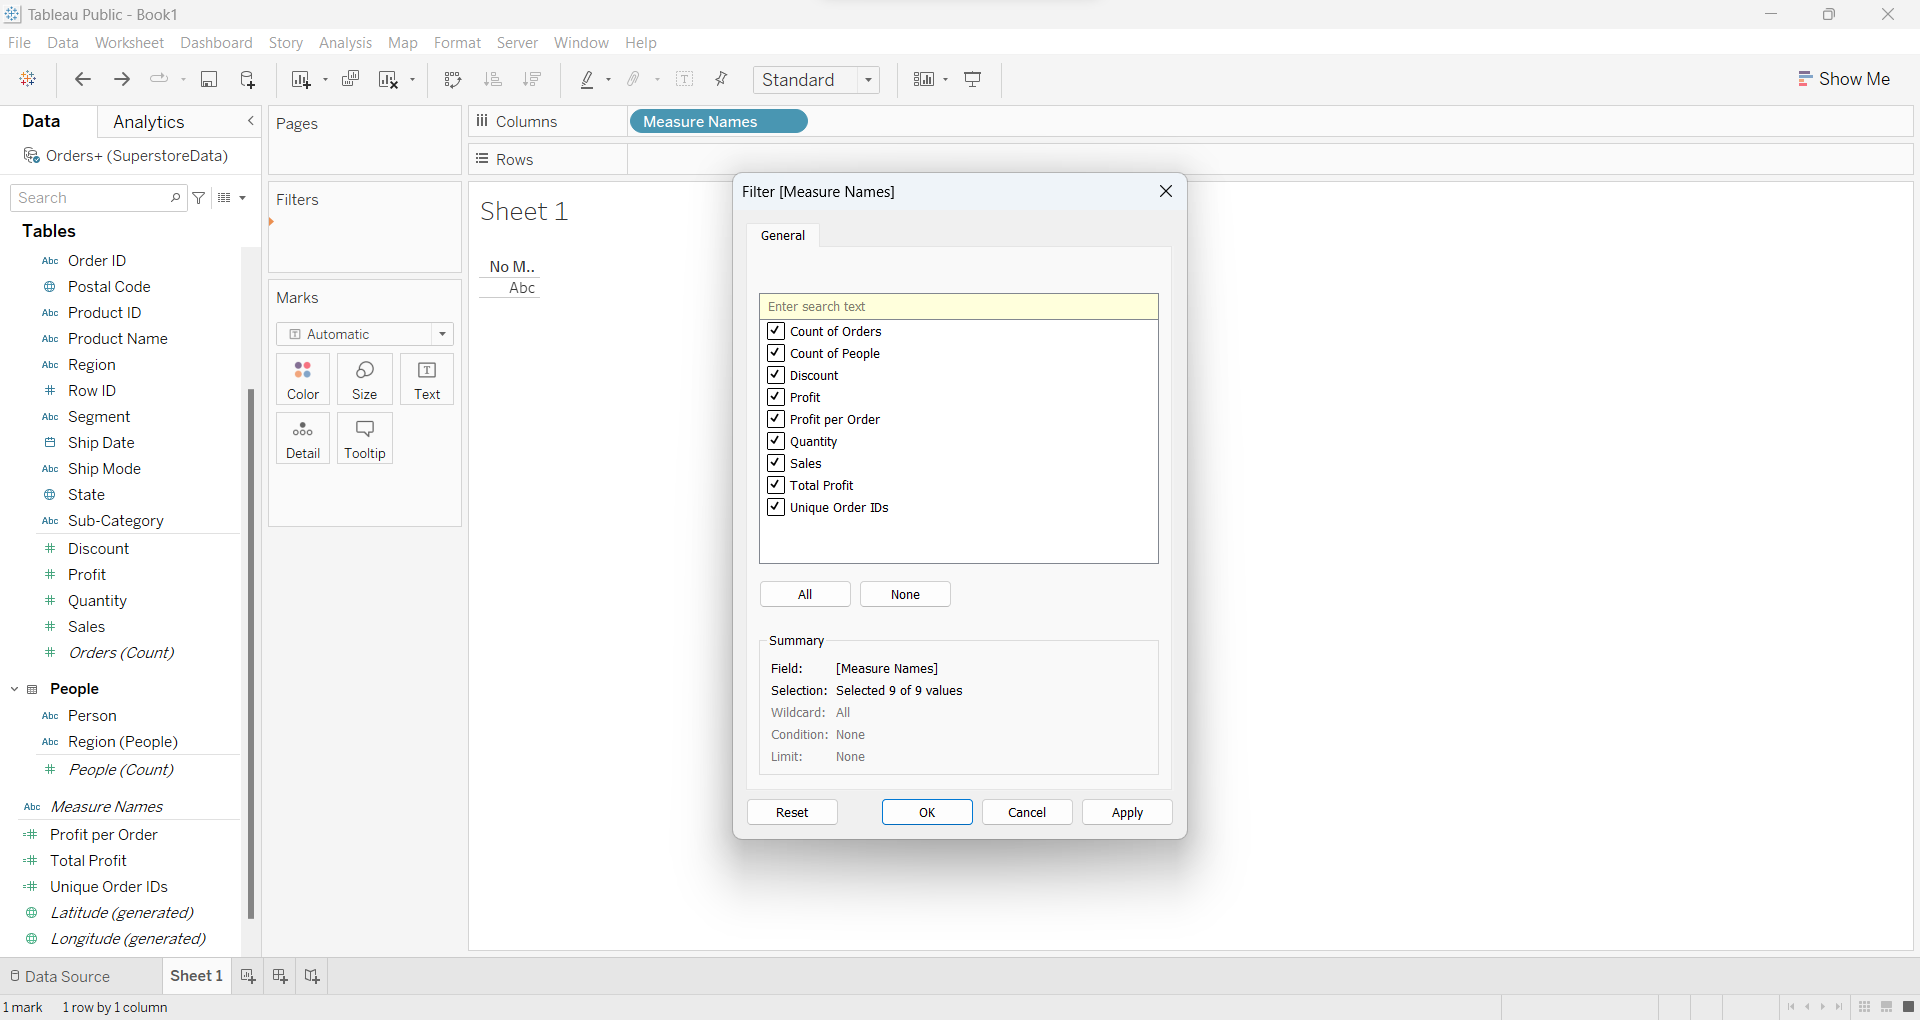 Tableau Public - Book1
File Data Worksheet Dashboard Story Analysis Map Format Server Window Help
Standard
Show Me
Data
Analytics
Orders+ (SuperstoreData)
Search
Tables
Abc Order ID
Postal Code
Abc Product ID
Abc Product Name
Abc Region
# Row ID
Abc Segment
Ship Date
Abc Ship Mode
State
Abc Sub-Category
# Discount
# Profit
# Quantity
# Sales
# Orders (Count)
People
Abc Person
Abc Region (People)
# People (Count)
Abc Measure Names
=# Profit per Order
=# Total Profit
=# Unique Order IDs
Latitude (generated)
Longitude (generated)
Pages
Filters
Marks
T Automatic
Color
Size
T Text
Detail
Tooltip
Columns
Measure Names
Rows
Sheet 1
No M..
Abc
Filter [Measure Names]
General
Enter search text
Count of Orders
Count of People
Discount
Profit
Profit per Order
Quantity
Sales
Total Profit
Unique Order IDs
All
None
Summary
Field: [Measure Names]
Selection: Selected 9 of 9 values
Wildcard: All
Condition: None
Limit: None
Reset
OK
Cancel
Apply
Data Source
Sheet 1
1 mark 1 row by 1 column